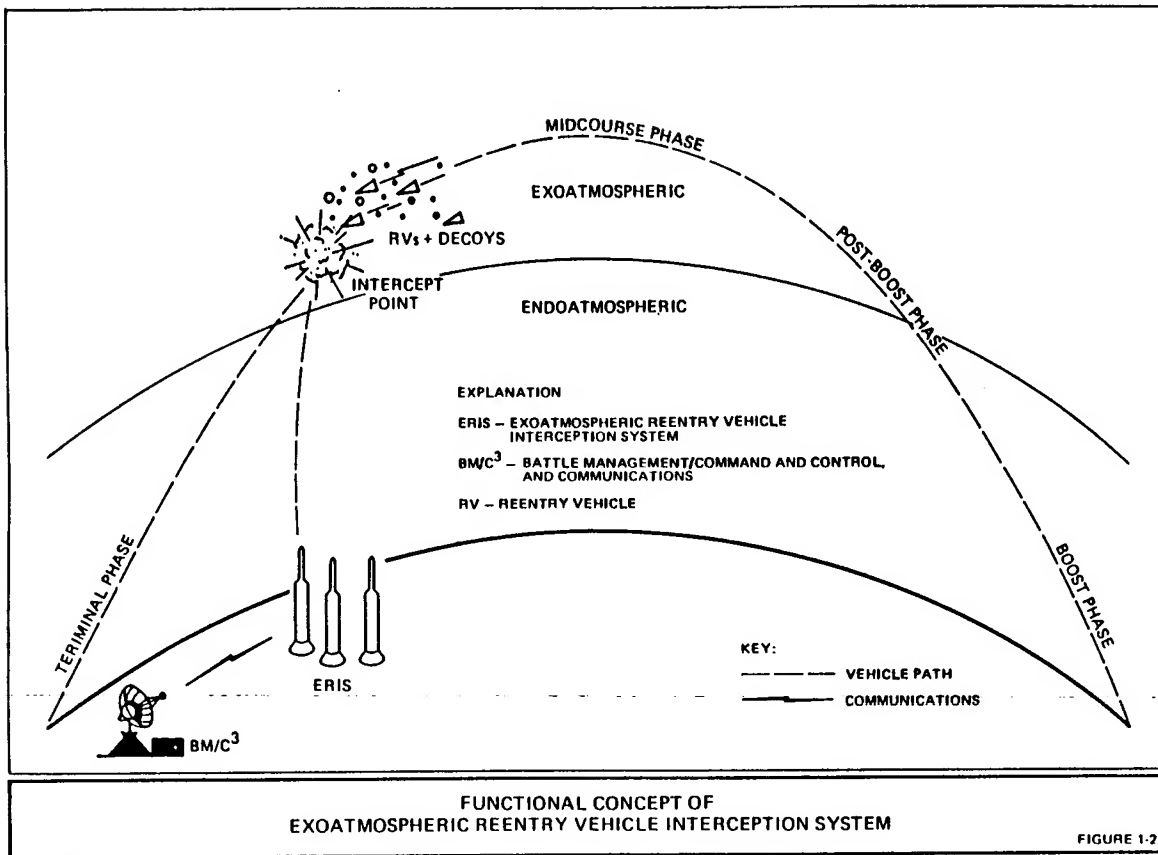 MIDCOURSE PHASE
EXOATMOSPHERIC
RVs + DECOYS
POST-BOOST PHASE
INTERCEPT
POINT
ENDOATMOSPHERIC
EXPLANATION
ERIS – EXOATMOSPHERIC REENTRY VEHICLE
INTERCEPTION SYSTEM
BM/C³ – BATTLE MANAGEMENT/COMMAND AND CONTROL,
AND COMMUNICATIONS
RV – REENTRY VEHICLE
TERIMINAL PHASE
BOOST PHASE
ERIS
KEY:
VEHICLE PATH
COMMUNICATIONS
BM/C³
FUNCTIONAL CONCEPT OF
EXOATMOSPHERIC REENTRY VEHICLE INTERCEPTION SYSTEM
FIGURE 1-2